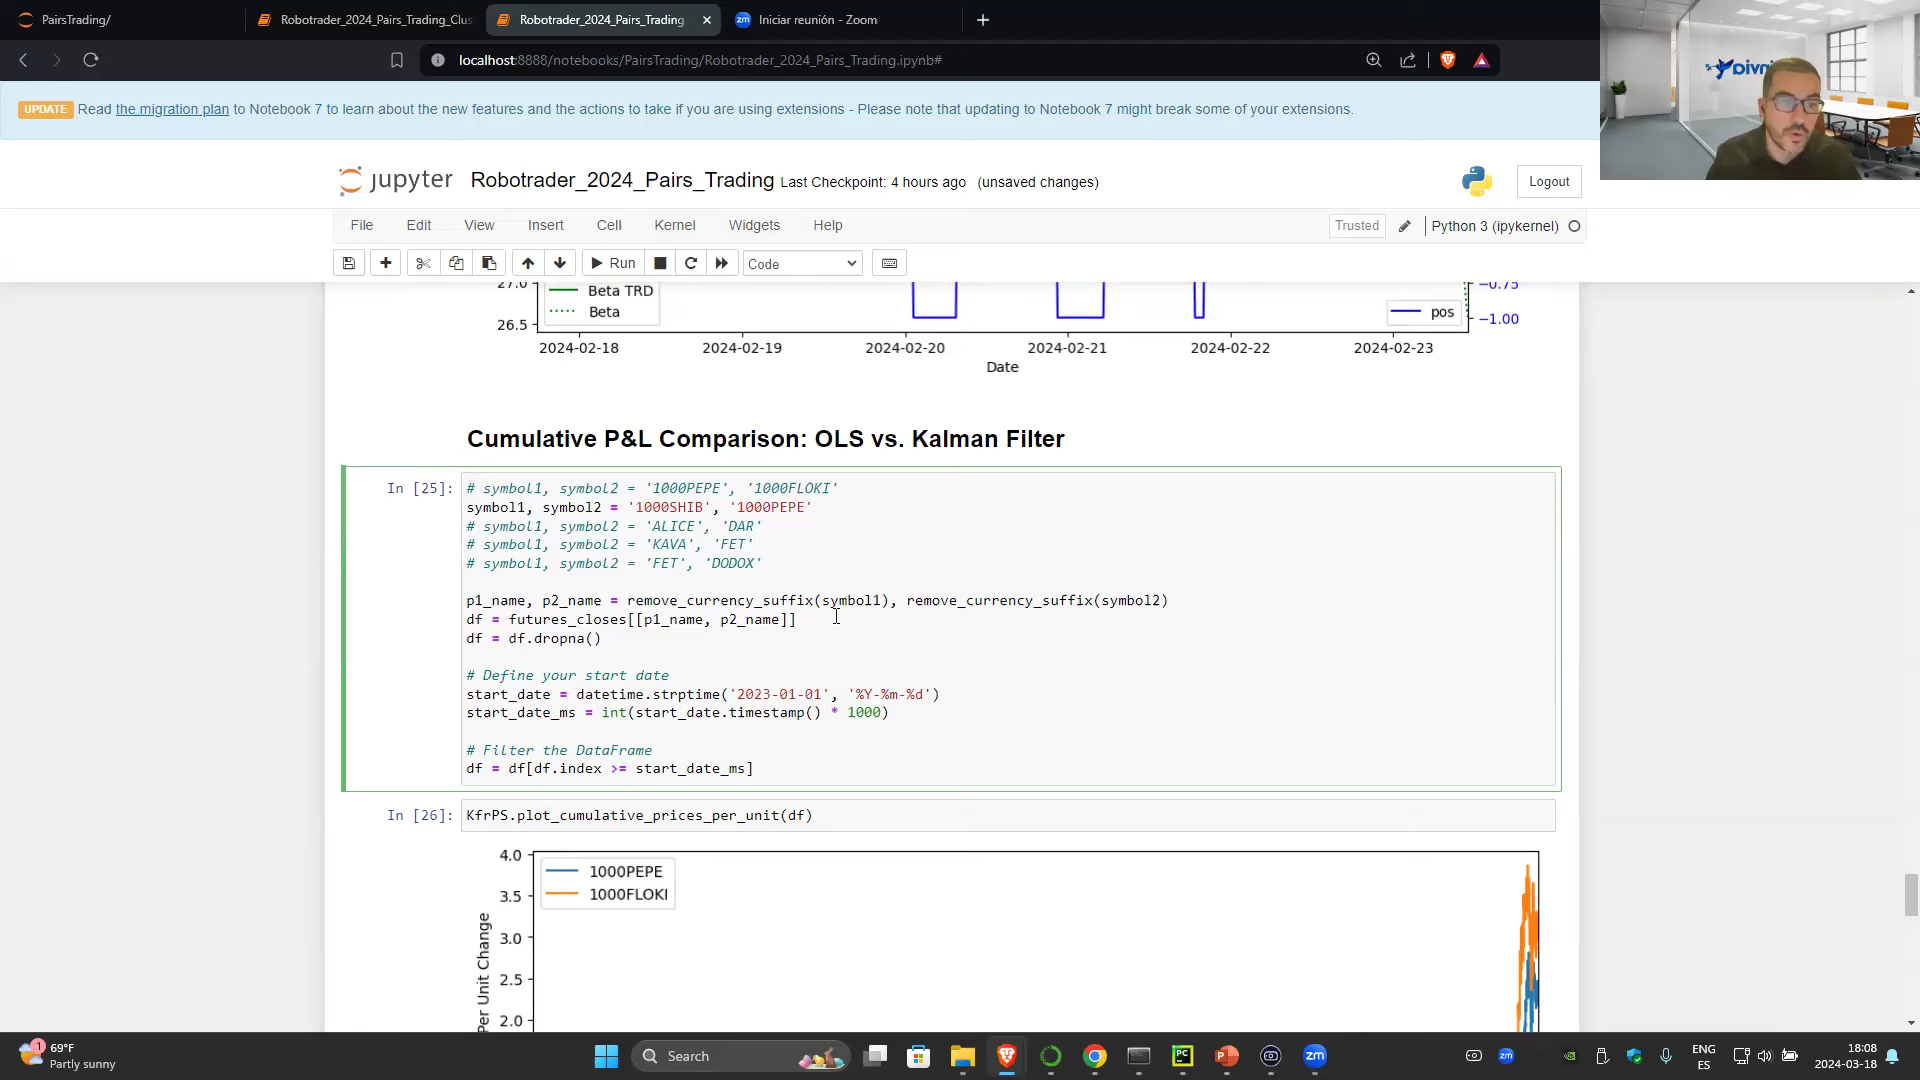 PairsTrading/
Robotrader_2024_Pairs_Trading_Clus
Robotrader_2024_Pairs_Trading
Iniciar reunión - Zoom
localhost:8888/notebooks/PairsTrading/Robotrader_2024_Pairs_Trading.ipynb#
UPDATE Read the migration plan to Notebook 7 to learn about the new features and the actions to take if you are using extensions - Please note that updating to Notebook 7 might break some of your extensions.
jupyter Robotrader_2024_Pairs_Trading Last Checkpoint: 4 hours ago (unsaved changes)
Logout
File Edit View Insert Cell Kernel Widgets Help
Trusted Python 3 (ipykernel)
Run Code
27.0 Beta TRD −0.75
Beta pos
26.5 −1.00
2024-02-18 2024-02-19 2024-02-20 2024-02-21 2024-02-22 2024-02-23
Date
Cumulative P&L Comparison: OLS vs. Kalman Filter
In [25]: # symbol1, symbol2 = '1000PEPE', '1000FLOKI'
symbol1, symbol2 = '1000SHIB', '1000PEPE'
# symbol1, symbol2 = 'ALICE', 'DAR'
# symbol1, symbol2 = 'KAVA', 'FET'
# symbol1, symbol2 = 'FET', 'DODOX'
p1_name, p2_name = remove_currency_suffix(symbol1), remove_currency_suffix(symbol2)
df = futures_closes[[p1_name, p2_name]]
df = df.dropna()
# Define your start date
start_date = datetime.strptime('2023-01-01', '%Y-%m-%d')
start_date_ms = int(start_date.timestamp() * 1000)
# Filter the DataFrame
df = df[df.index >= start_date_ms]
In [26]: KfrPS.plot_cumulative_prices_per_unit(df)
4.0
1000PEPE
1000FLOKI
3.5
3.0
2.5
2.0
Per Unit Change
69°F
Partly sunny
Search
ENG
ES
18:08
2024-03-18